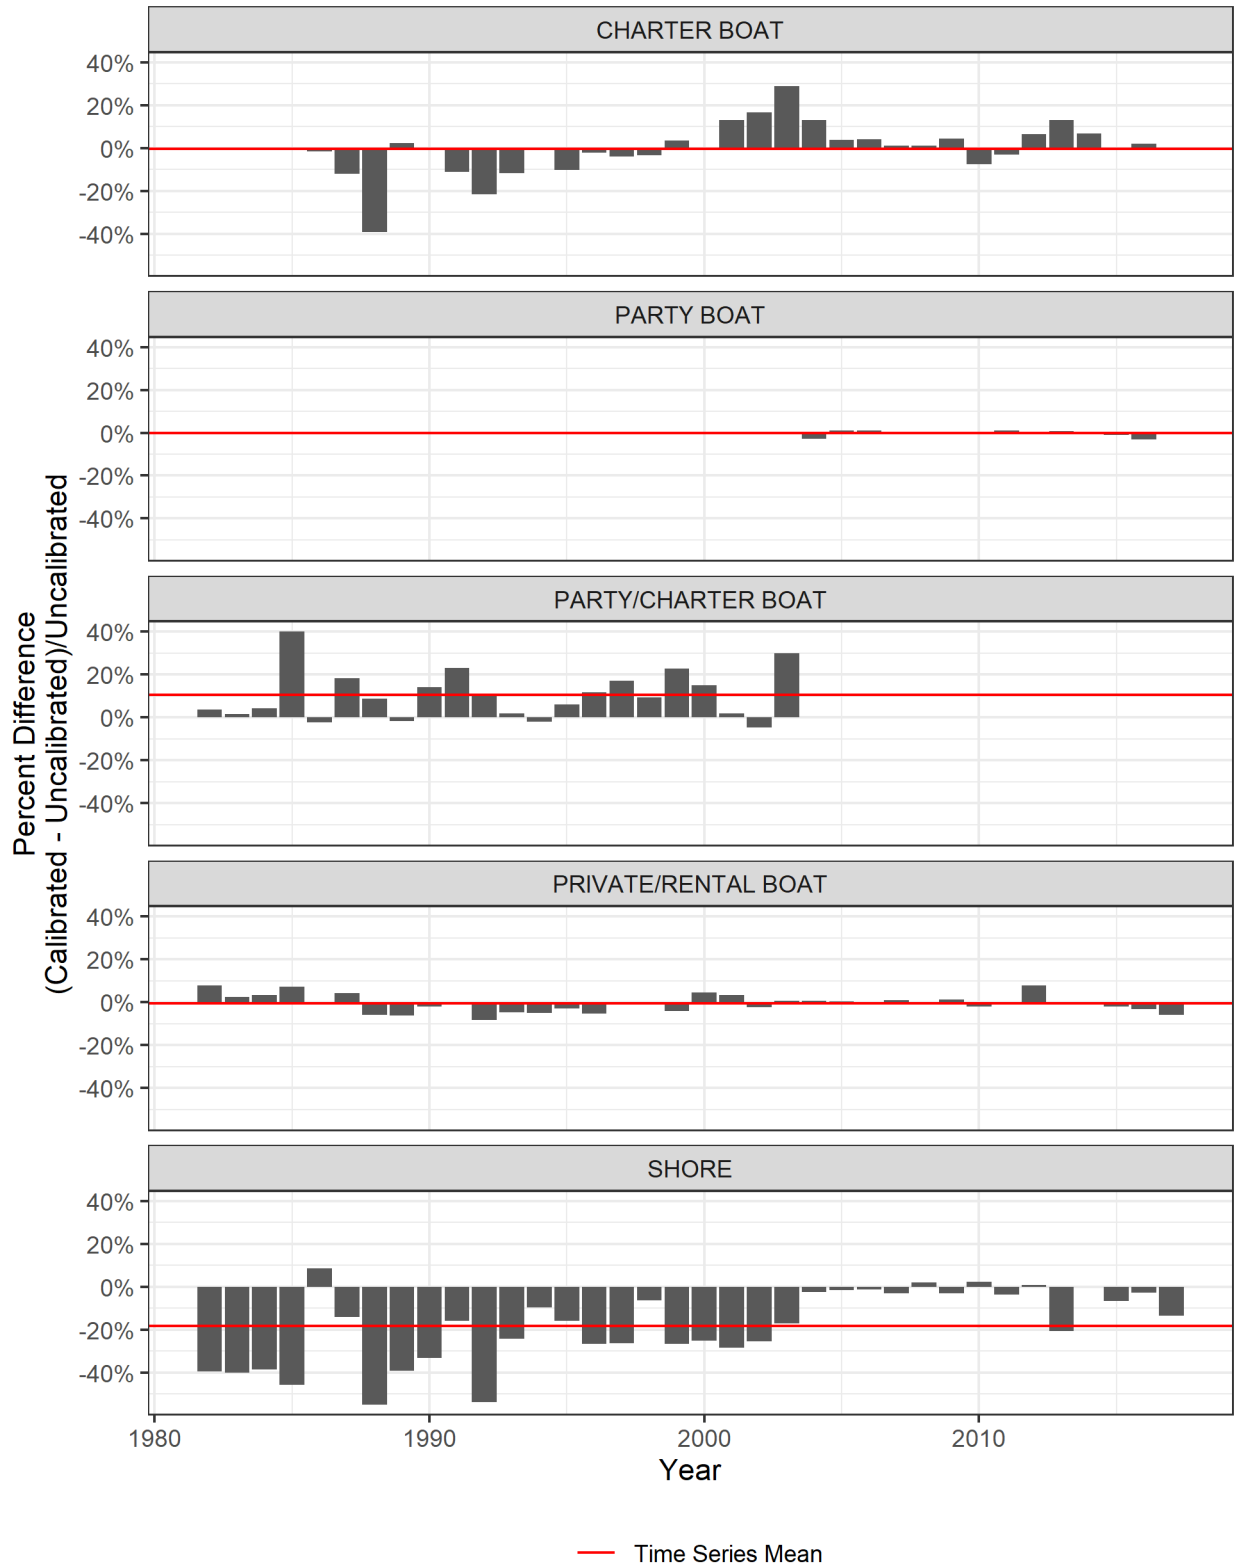 CHARTER BOAT
40%
20%
0%
-20%
-40%
PARTY BOAT
40%
20%
0%
-20%
-40%
PARTY/CHARTER BOAT
40%
20%
0%
-20%
-40%
PRIVATE/RENTAL BOAT
40%
20%
0%
-20%
-40%
SHORE
40%
20%
0%
-20%
-40%
Percent Difference
(Calibrated - Uncalibrated)/Uncalibrated
1980 1990 2000 2010
Year
Time Series Mean